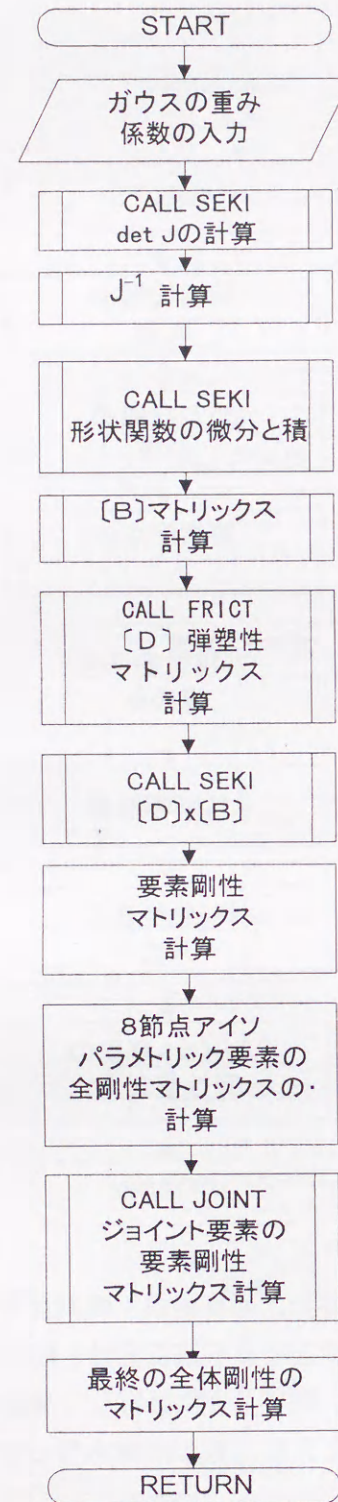 START
ガウスの重み
係数の入力
CALL SEKI
det Jの計算
J⁻¹ 計算
CALL SEKI
形状関数の微分と積
〔B〕マトリックス
計算
CALL FRICT
〔D〕弾塑性
マトリックス
計算
CALL SEKI
〔D〕x〔B〕
要素剛性
マトリックス
計算
8節点アイソ
パラメトリック要素の
全剛性マトリックスの・
計算
CALL JOINT
ジョイント要素の
要素剛性
マトリックス計算
最終の全体剛性の
マトリックス計算
RETURN